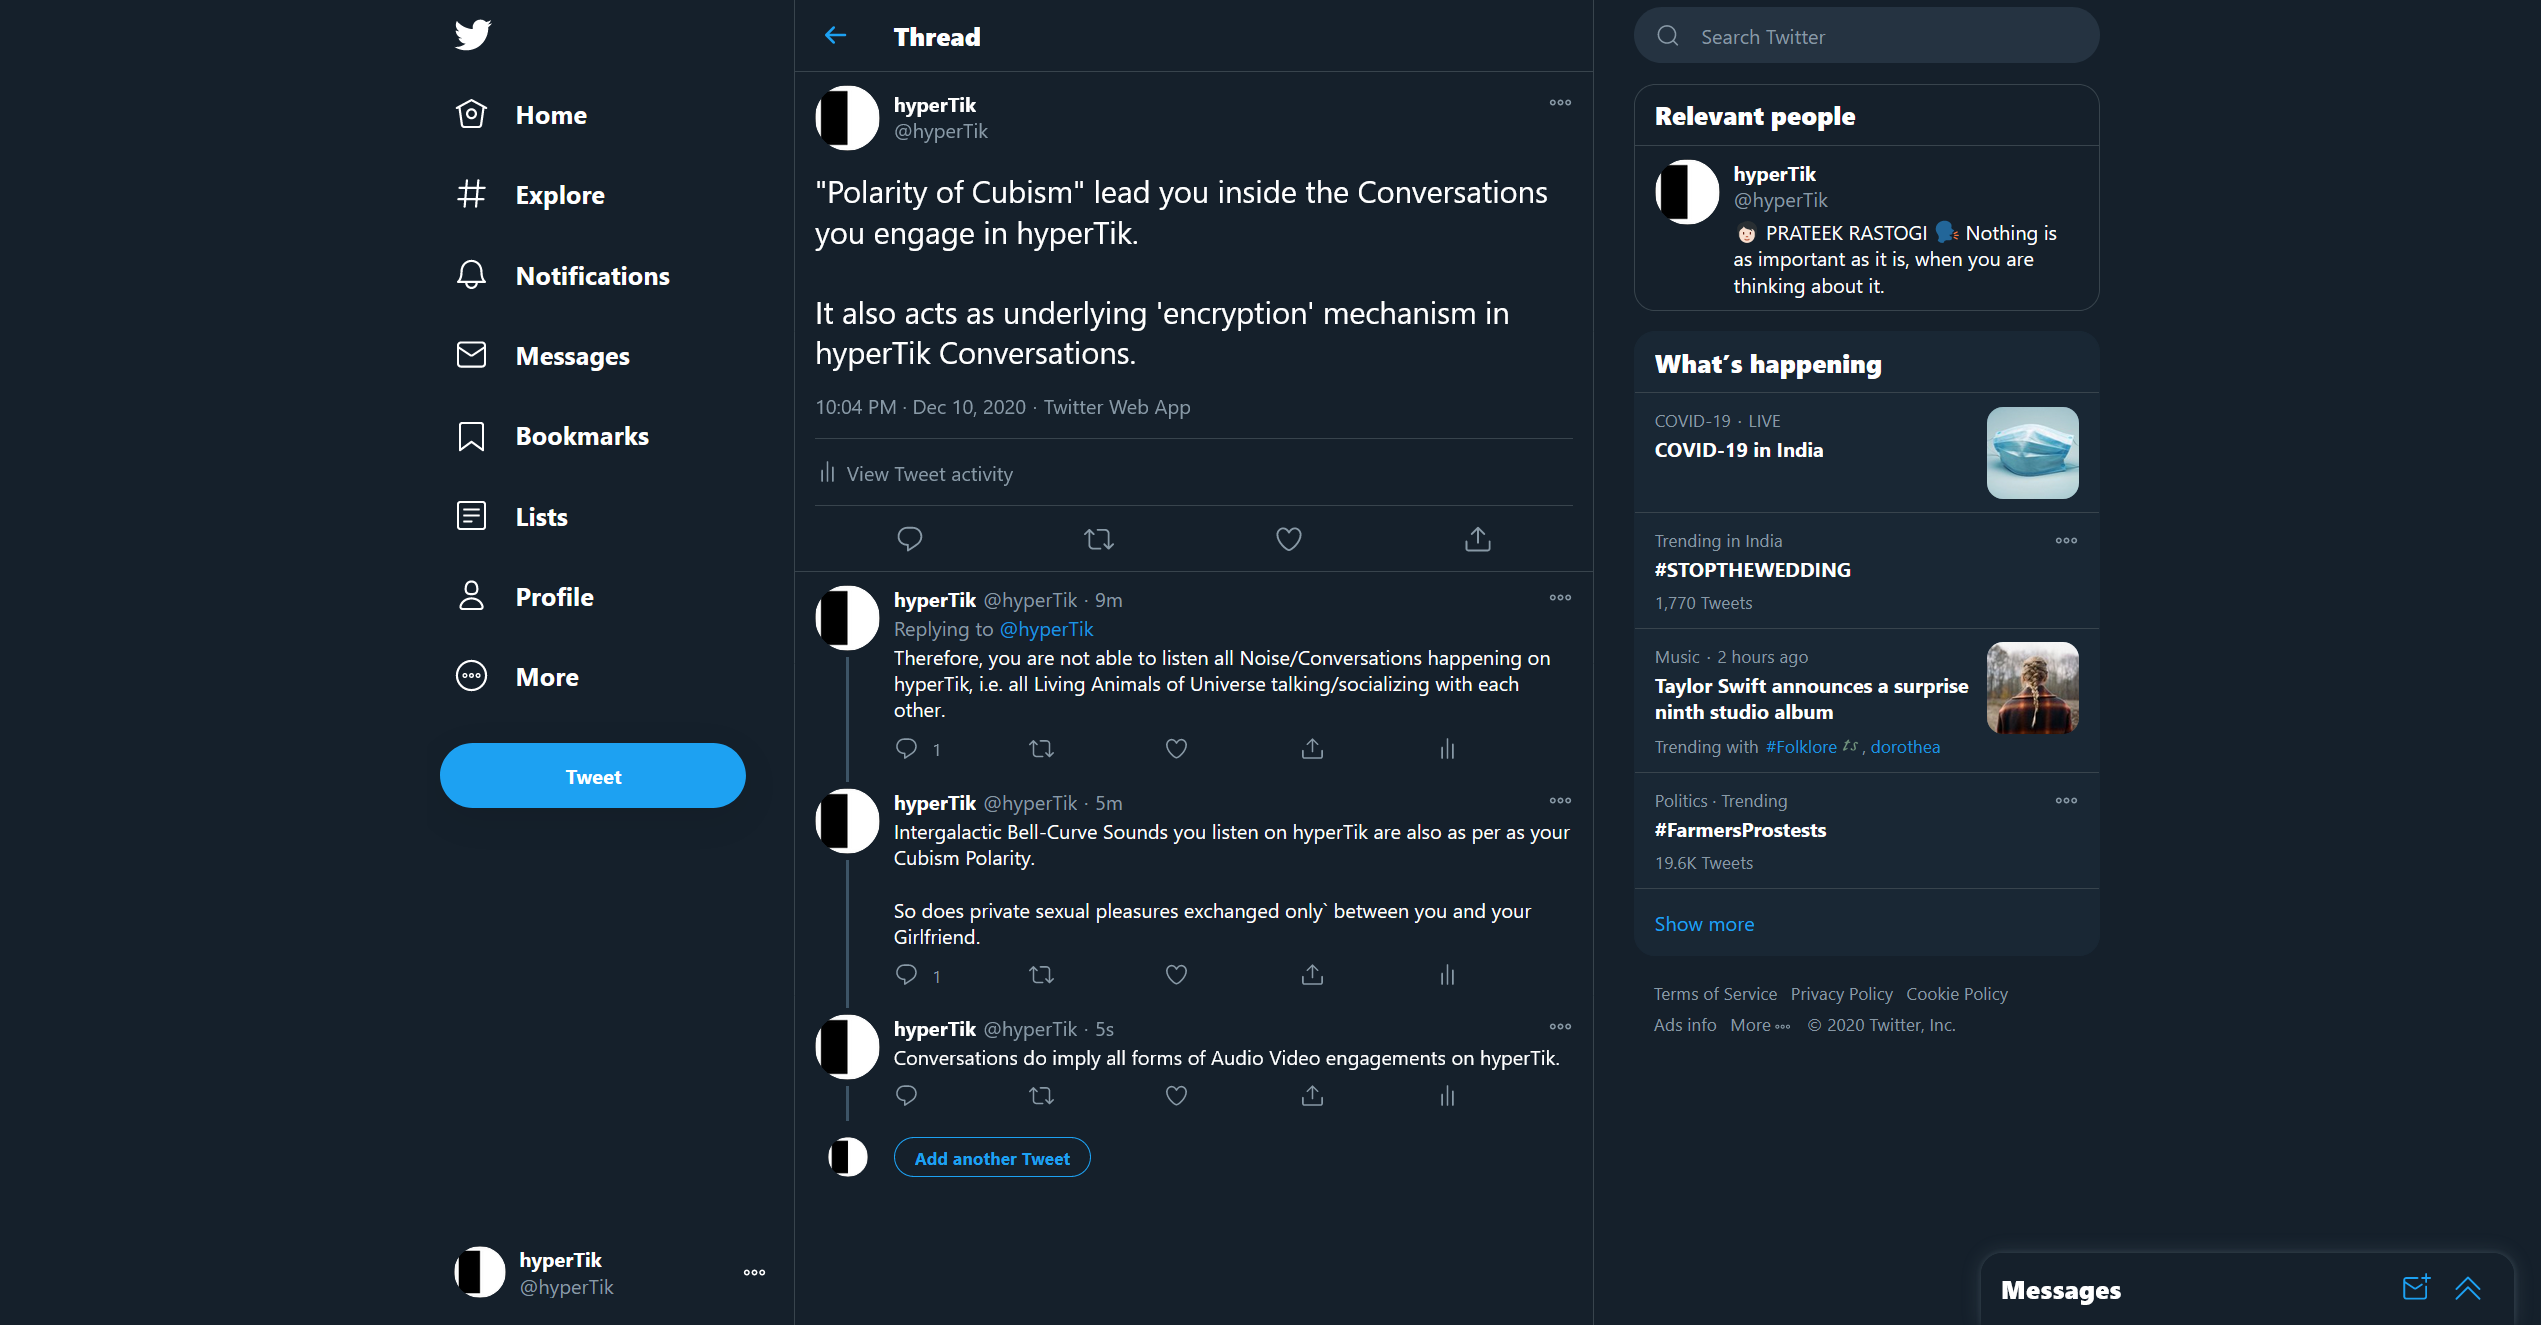 Home
Explore
Notifications
Messages
Bookmarks
Lists
Profile
More
Tweet
hyperTik
@hyperTik
Thread
hyperTik
@hyperTik
"Polarity of Cubism" lead you inside the Conversations
you engage in hyperTik.
It also acts as underlying 'encryption' mechanism in
hyperTik Conversations.
10:04 PM · Dec 10, 2020 · Twitter Web App
View Tweet activity
hyperTik @hyperTik · 9m
Replying to @hyperTik
Therefore, you are not able to listen all Noise/Conversations happening on
hyperTik, i.e. all Living Animals of Universe talking/socializing with each
other.
1
hyperTik @hyperTik · 5m
Intergalactic Bell-Curve Sounds you listen on hyperTik are also as per as your
Cubism Polarity.
So does private sexual pleasures exchanged only` between you and your
Girlfriend.
1
hyperTik @hyperTik · 5s
Conversations do imply all forms of Audio Video engagements on hyperTik.
Add another Tweet
Search Twitter
Relevant people
hyperTik
@hyperTik
PRATEEK RASTOGI Nothing is
as important as it is, when you are
thinking about it.
What's happening
COVID-19 · LIVE
COVID-19 in India
Trending in India
#STOPTHEWEDDING
1,770 Tweets
Music · 2 hours ago
Taylor Swift announces a surprise
ninth studio album
Trending with #Folklore ts , dorothea
Politics · Trending
#FarmersProstests
19.6K Tweets
Show more
Terms of Service Privacy Policy Cookie Policy
Ads info More © 2020 Twitter, Inc.
Messages